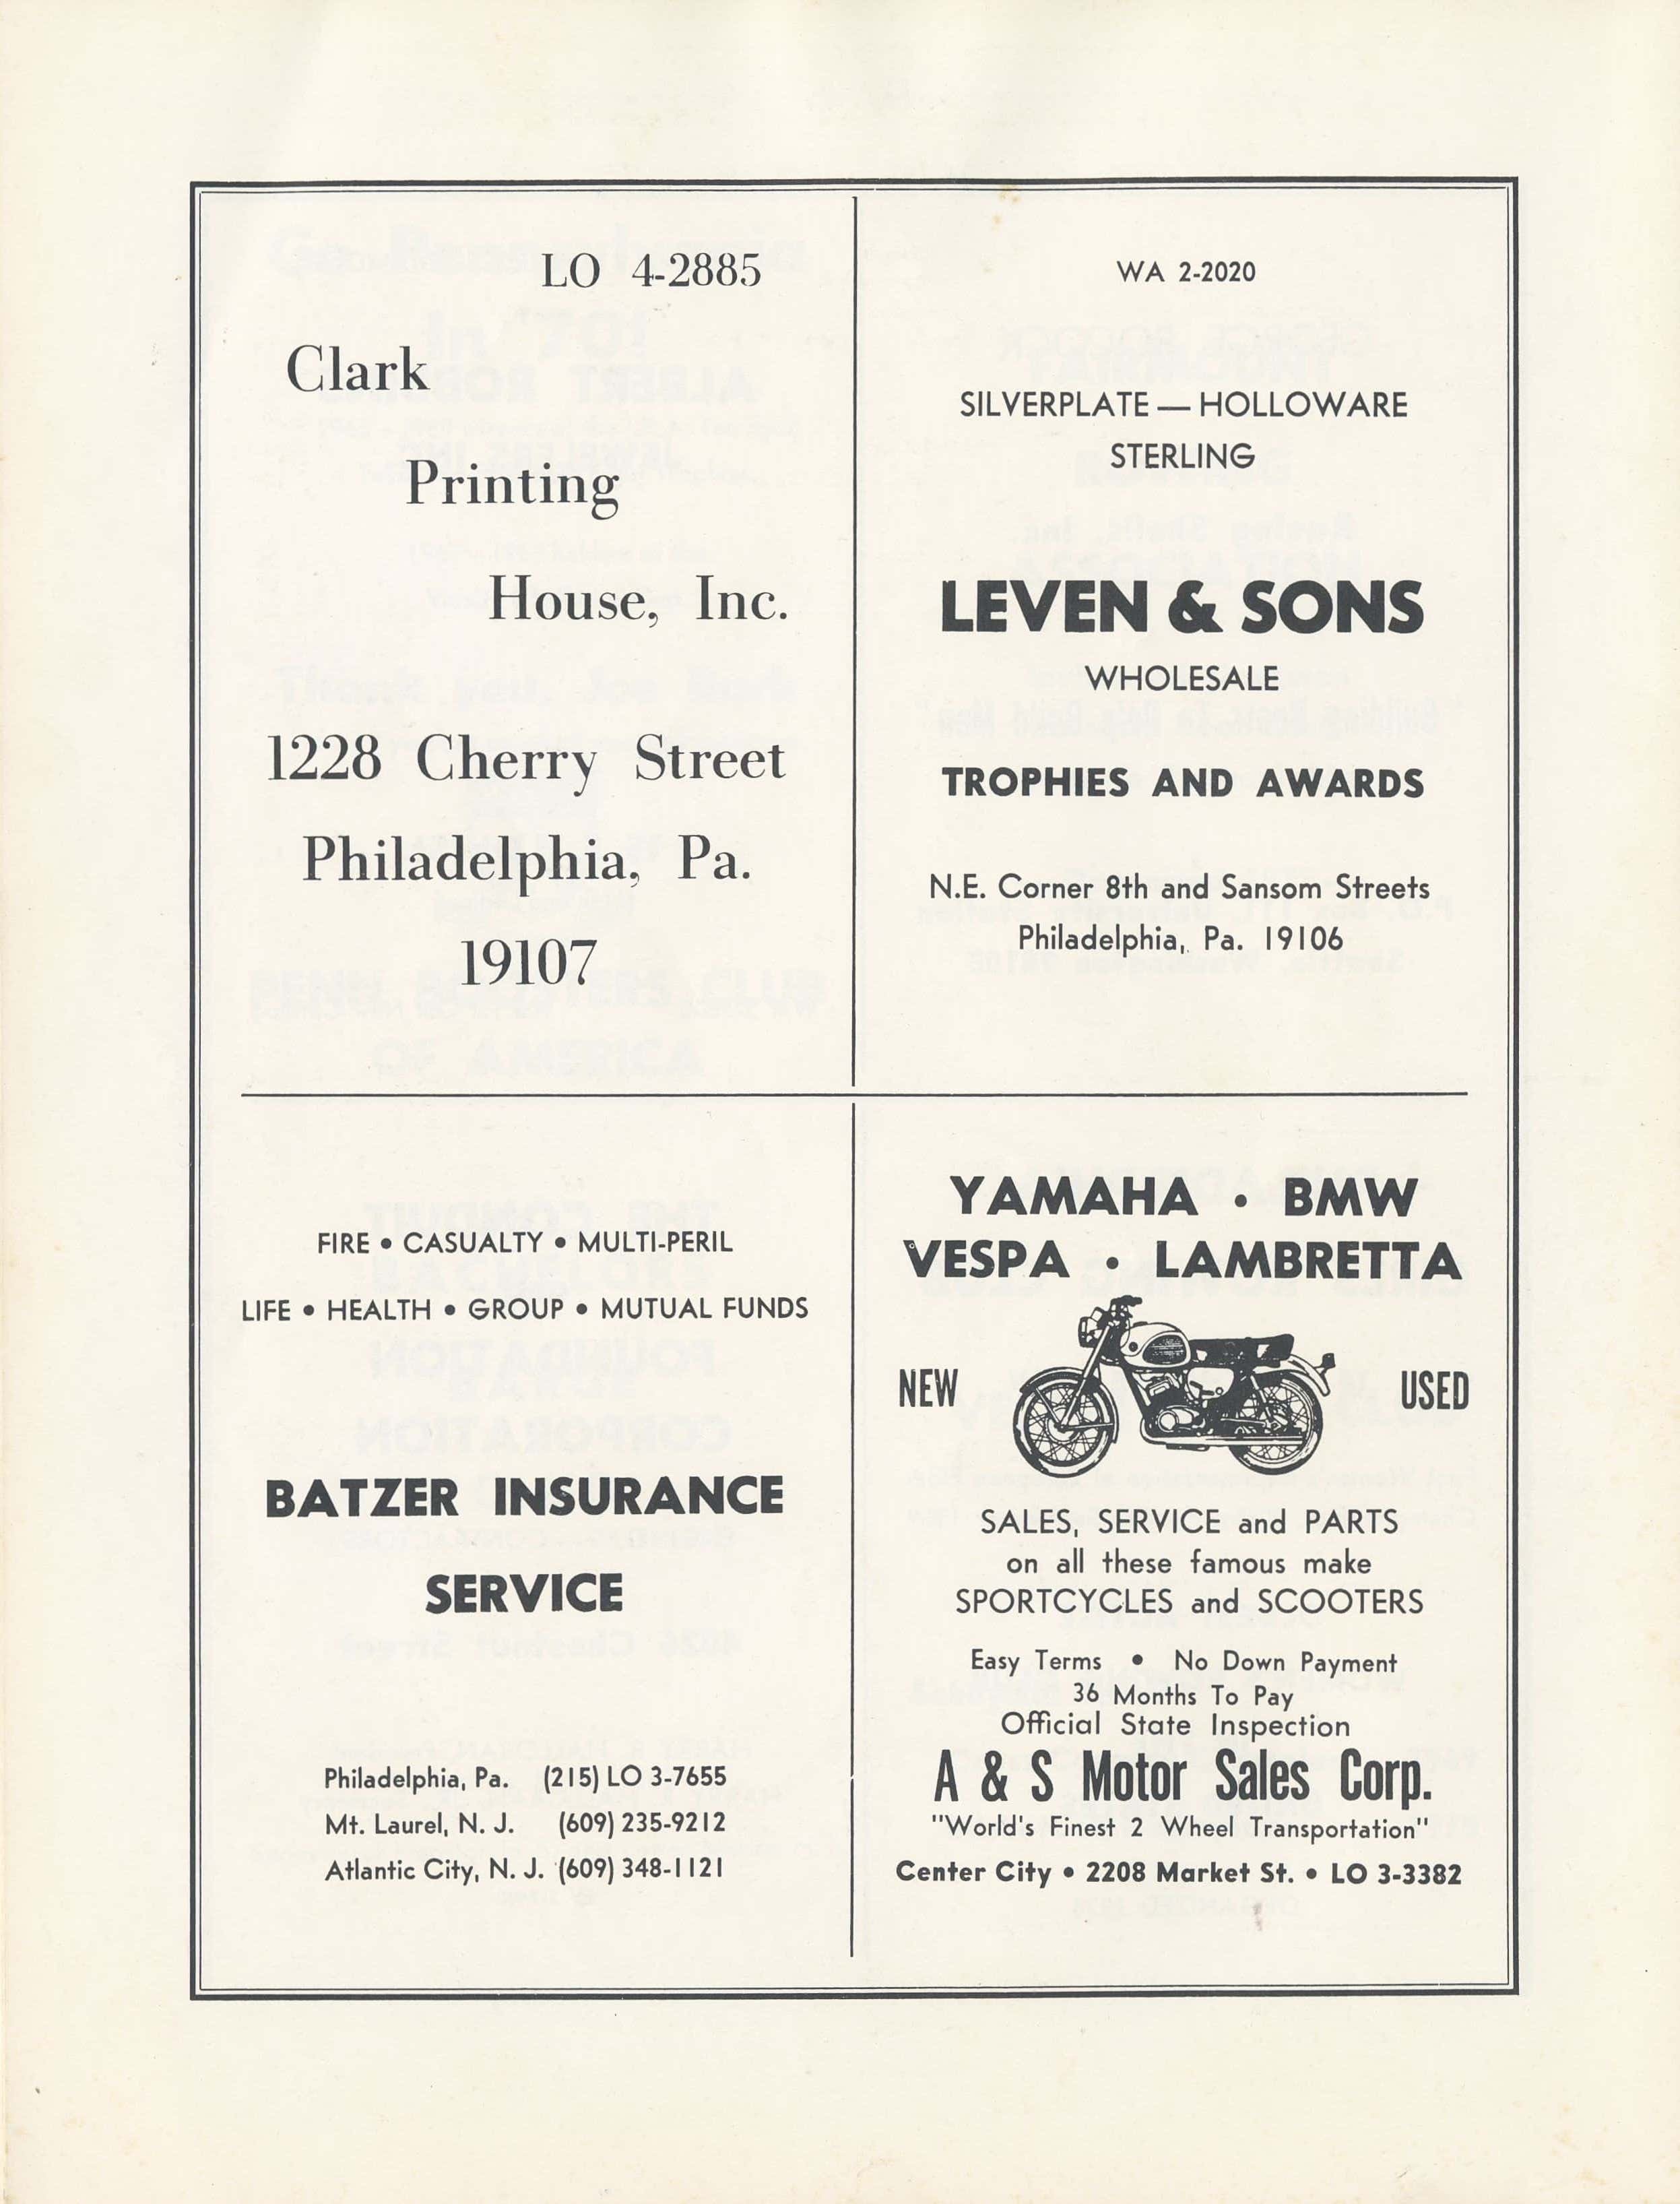 LO 4-2885
Clark
Printing
House, Inc.
1228 Cherry Street
Philadelphia, Pa.
19107
WA 2-2020
SILVERPLATE — HOLLOWARE
STERLING
LEVEN & SONS
WHOLESALE
TROPHIES AND AWARDS
N.E. Corner 8th and Sansom Streets
Philadelphia, Pa. 19106
FIRE • CASUALTY • MULTI-PERIL
LIFE • HEALTH • GROUP • MUTUAL FUNDS
BATZER INSURANCE
SERVICE
Philadelphia, Pa. (215) LO 3-7655
Mt. Laurel, N. J. (609) 235-9212
Atlantic City, N. J. (609) 348-1121
YAMAHA • BMW
VESPA • LAMBRETTA
NEW USED
SALES, SERVICE and PARTS
on all these famous make
SPORTCYCLES and SCOOTERS
Easy Terms • No Down Payment
36 Months To Pay
Official State Inspection
A & S Motor Sales Corp.
"World's Finest 2 Wheel Transportation"
Center City • 2208 Market St. • LO 3-3382